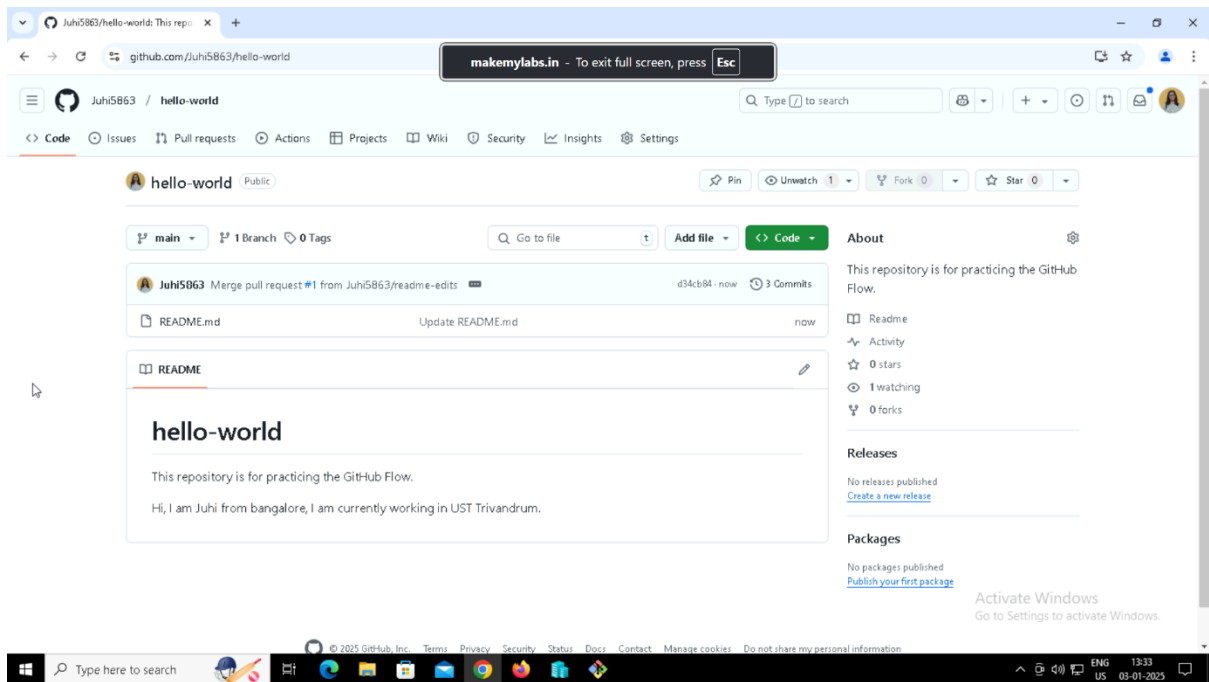 Juhi5863/hello-world: This repo
github.com/Juhi5863/hello-world
makemylabs.in - To exit full screen, press Esc
Juhi5863 / hello-world
Type / to search
Code Issues Pull requests Actions Projects Wiki Security Insights Settings
hello-world Public
Pin Unwatch 1 Fork 0 Star 0
main 1 Branch 0 Tags Go to file t Add file Code
Juhi5863 Merge pull request #1 from Juhi5863/readme-edits d34cb84 · now 3 Commits
README.md Update README.md now
README
hello-world
This repository is for practicing the GitHub Flow.
Hi, I am Juhi from bangalore, I am currently working in UST Trivandrum.
About
This repository is for practicing the GitHub
Flow.
Readme
Activity
0 stars
1 watching
0 forks
Releases
No releases published
Create a new release
Packages
No packages published
Publish your first package
Activate Windows
Go to Settings to activate Windows.
© 2025 GitHub, Inc. Terms Privacy Security Status Docs Contact Manage cookies Do not share my personal information
Type here to search
ENG
US
13:33
03-01-2025